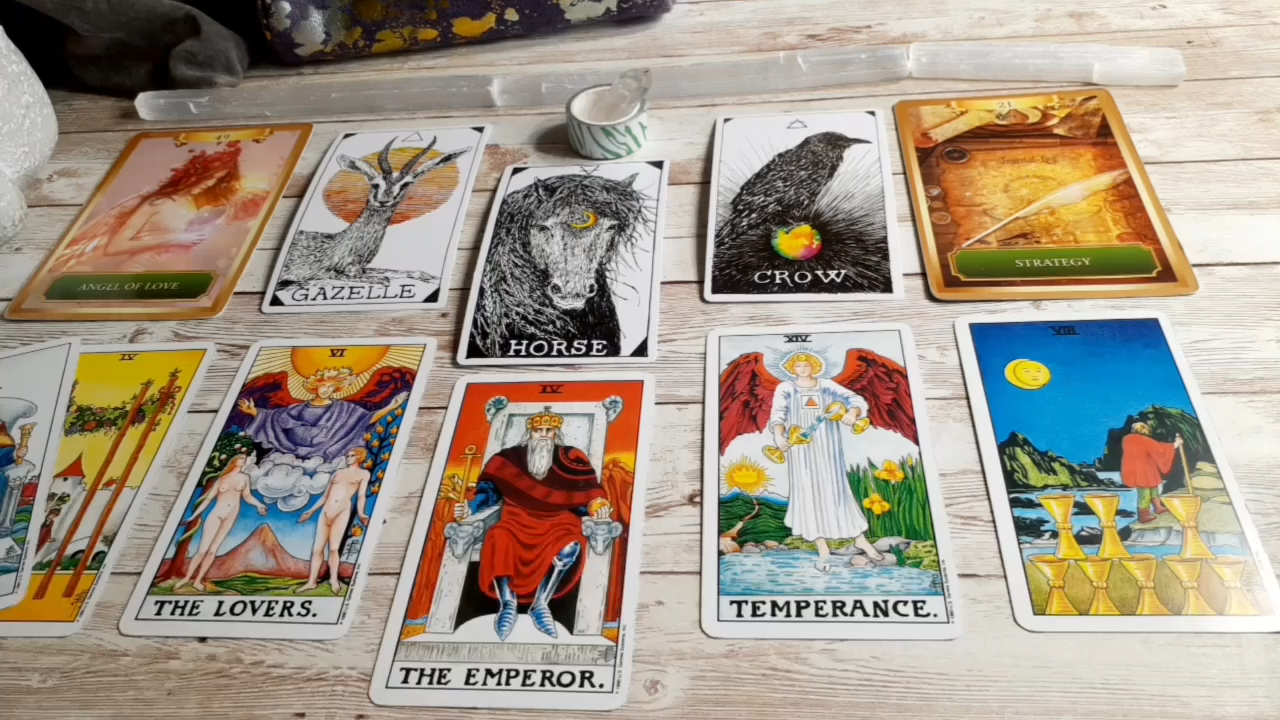 49
ANGEL OF LOVE
GAZELLE
HORSE
CROW
21
STRATEGY
IV
VI
THE LOVERS.
IV
THE EMPEROR.
XIV
TEMPERANCE.
VIII